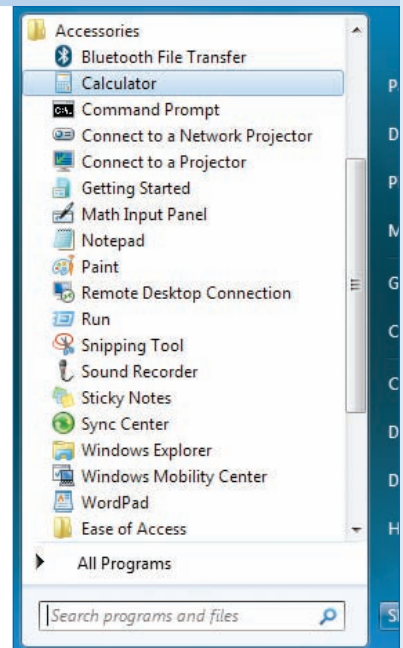 Accessories
Bluetooth File Transfer
Calculator
Command Prompt
Connect to a Network Projector
Connect to a Projector
Getting Started
Math Input Panel
Notepad
Paint
Remote Desktop Connection
Run
Snipping Tool
Sound Recorder
Sticky Notes
Sync Center
Windows Explorer
Windows Mobility Center
WordPad
Ease of Access
All Programs
Search programs and files